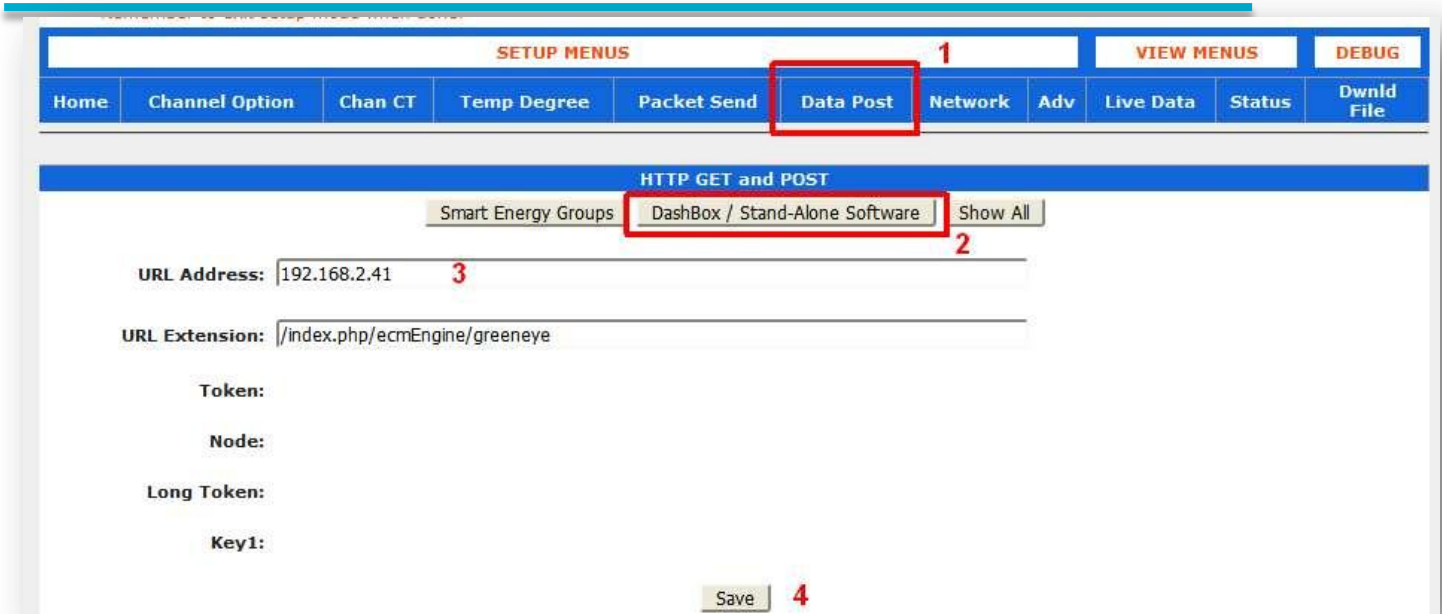 SETUP MENUS 1 VIEW MENUS DEBUG
Home Channel Option Chan CT Temp Degree Packet Send Data Post Network Adv Live Data Status Dwnld File
HTTP GET and POST
Smart Energy Groups DashBox / Stand-Alone Software Show All
2
URL Address: 192.168.2.41 3
URL Extension: /index.php/ecmEngine/greeneye
Token:
Node:
Long Token:
Key1:
Save 4